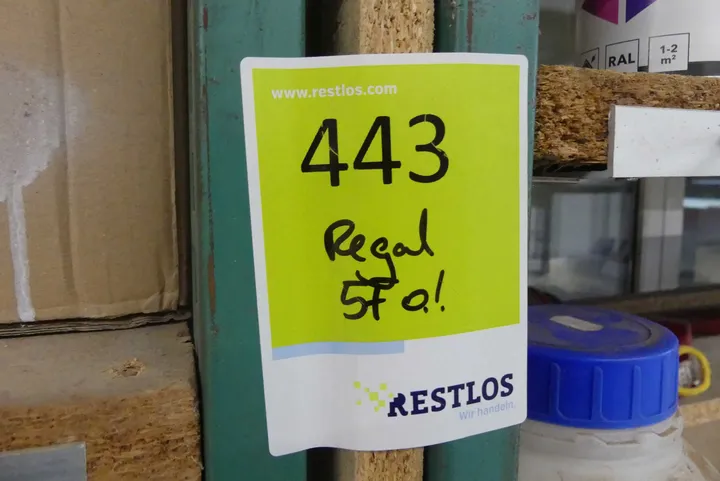 www.restlos.com
443
Regal
5F o.!
RESTLOS
Wir handeln.
RAL
1-2
m²